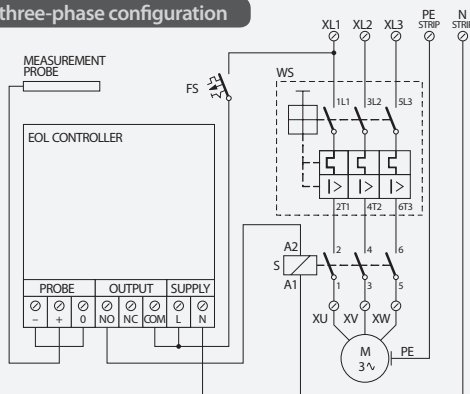 three-phase configuration
XL1 XL2 XL3 PE STRIP N STRIP
MEASUREMENT
PROBE
FS
WS
1L1 3L2 5L3
EOL CONTROLLER
I> I> I>
2T1 4T2 6T3
A2
S
A1
2 4 6
1 3 5
PROBE OUTPUT SUPPLY
– + 0 NO NC COM L N
XU XV XW
M
3∿
PE